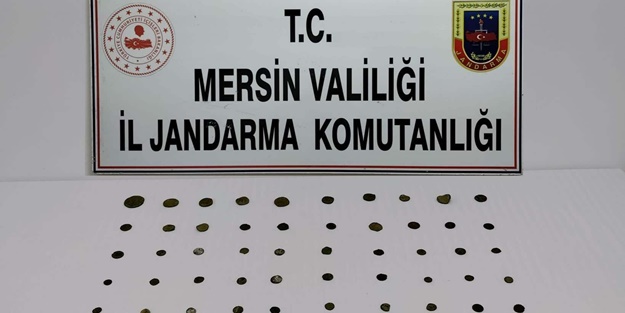 T.C.
MERSİN VALİLİĞİ
İL JANDARMA KOMUTANLIĞI
JANDARMA